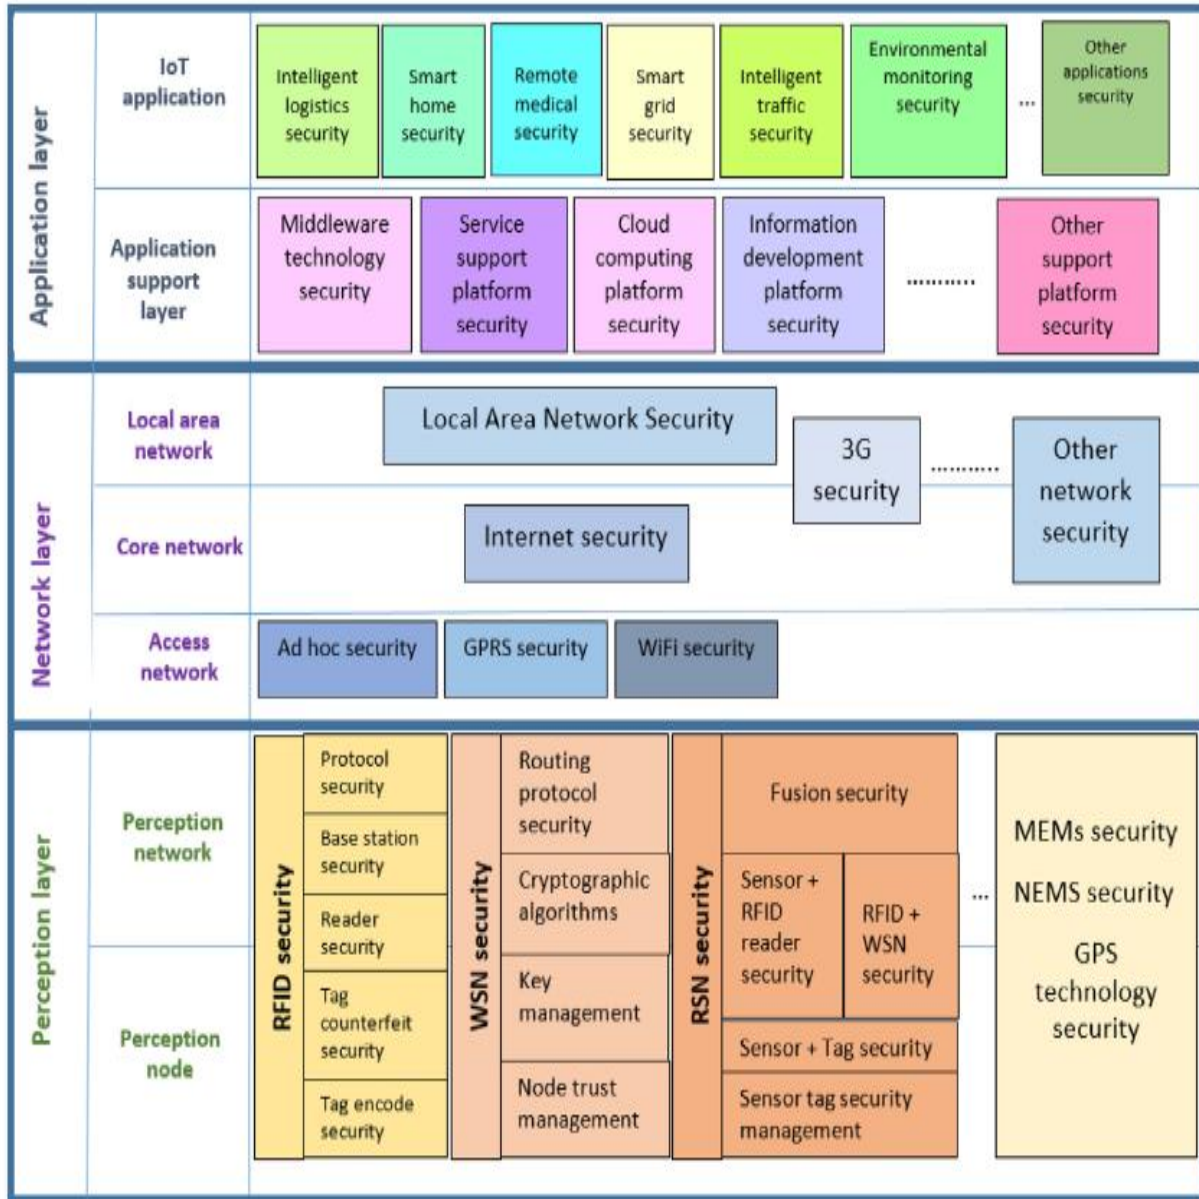 Application layer
IoT
application
Intelligent
logistics
security
Smart
home
security
Remote
medical
security
Smart
grid
security
Intelligent
traffic
security
Environmental
monitoring
security
...
Other
applications
security
Application
support
layer
Middleware
technology
security
Service
support
platform
security
Cloud
computing
platform
security
Information
development
platform
security
...........
Other
support
platform
security
Network layer
Local area
network
Local Area Network Security
3G
security
...........
Other
network
security
Core network
Internet security
Access
network
Ad hoc security
GPRS security
WiFi security
Perception layer
Perception
network
Perception
node
RFID security
Protocol
security
Base station
security
Reader
security
Tag
counterfeit
security
Tag encode
security
WSN security
Routing
protocol
security
Cryptographic
algorithms
Key
management
Node trust
management
RSN security
Fusion security
Sensor +
RFID
reader
security
RFID +
WSN
security
Sensor + Tag security
Sensor tag security
management
...
MEMs security
NEMS security
GPS
technology
security